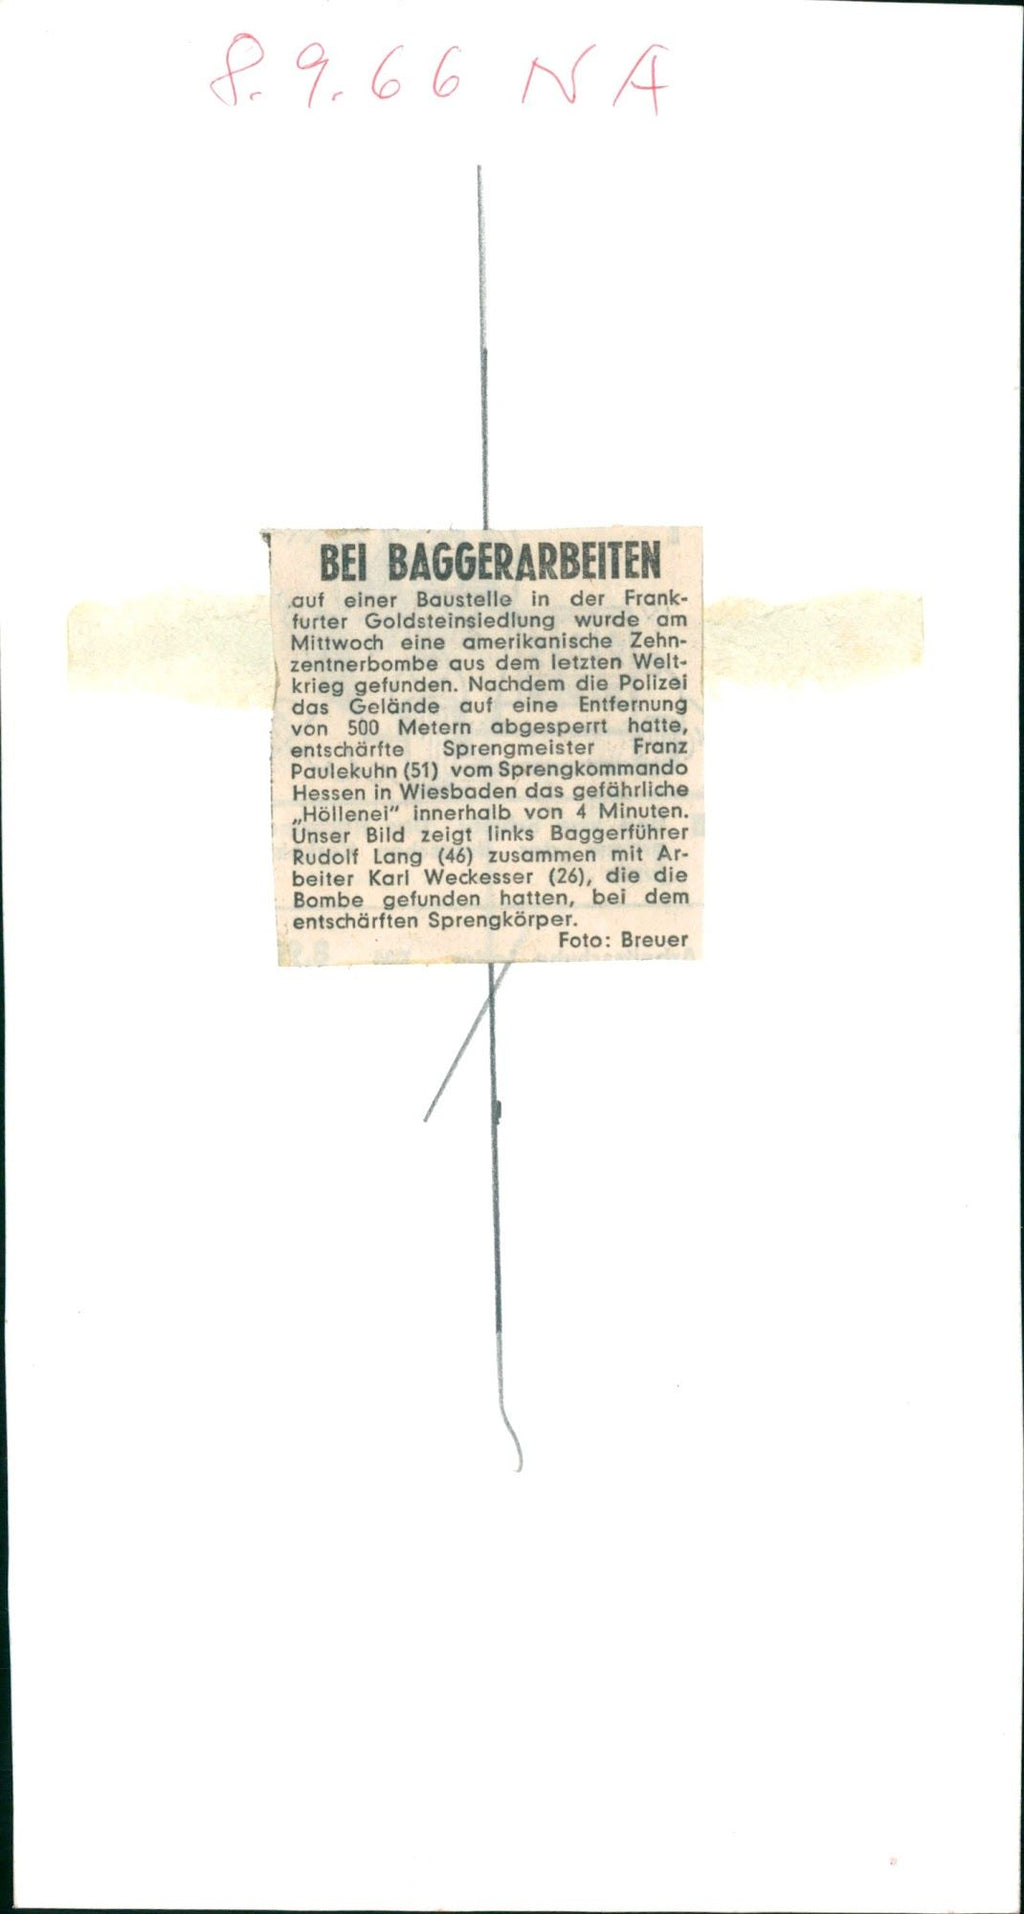 8.9.66 NA
BEI BAGGERARBEITEN
auf einer Baustelle in der Frank-
furter Goldsteinsiedlung wurde am
Mittwoch eine amerikanische Zehn-
zentnerbombe aus dem letzten Welt-
krieg gefunden. Nachdem die Polizei
das Gelände auf eine Entfernung
von 500 Metern abgesperrt hatte,
entschärfte Sprengmeister Franz
Paulekuhn (51) vom Sprengkommando
Hessen in Wiesbaden das gefährliche
„Höllenei" innerhalb von 4 Minuten.
Unser Bild zeigt links Baggerführer
Rudolf Lang (46) zusammen mit Ar-
beiter Karl Weckesser (26), die die
Bombe gefunden hatten, bei dem
entschärften Sprengkörper.
Foto: Breuer